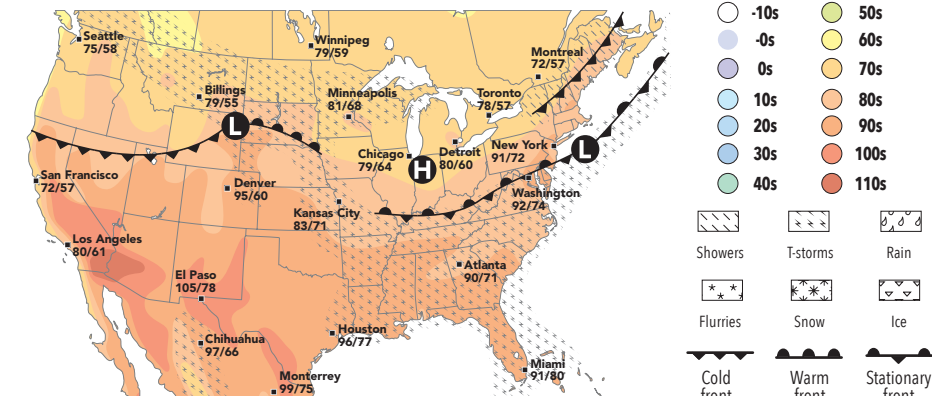 Seattle
75/58
Winnipeg
79/59
Montreal
72/57
Billings
79/55
Minneapolis
81/68
Toronto
78/57
L
Chicago
79/64
H
Detroit
80/60
New York
91/72
L
San Francisco
72/57
Denver
95/60
Kansas City
83/71
Washington
92/74
Los Angeles
80/61
El Paso
105/78
Atlanta
90/71
Chihuahua
97/66
Houston
96/77
Monterrey
99/75
Miami
91/80
-10s
50s
-0s
60s
0s
70s
10s
80s
20s
90s
30s
100s
40s
110s
Showers
T-storms
Rain
Flurries
Snow
Ice
Cold
front
Warm
front
Stationary
front